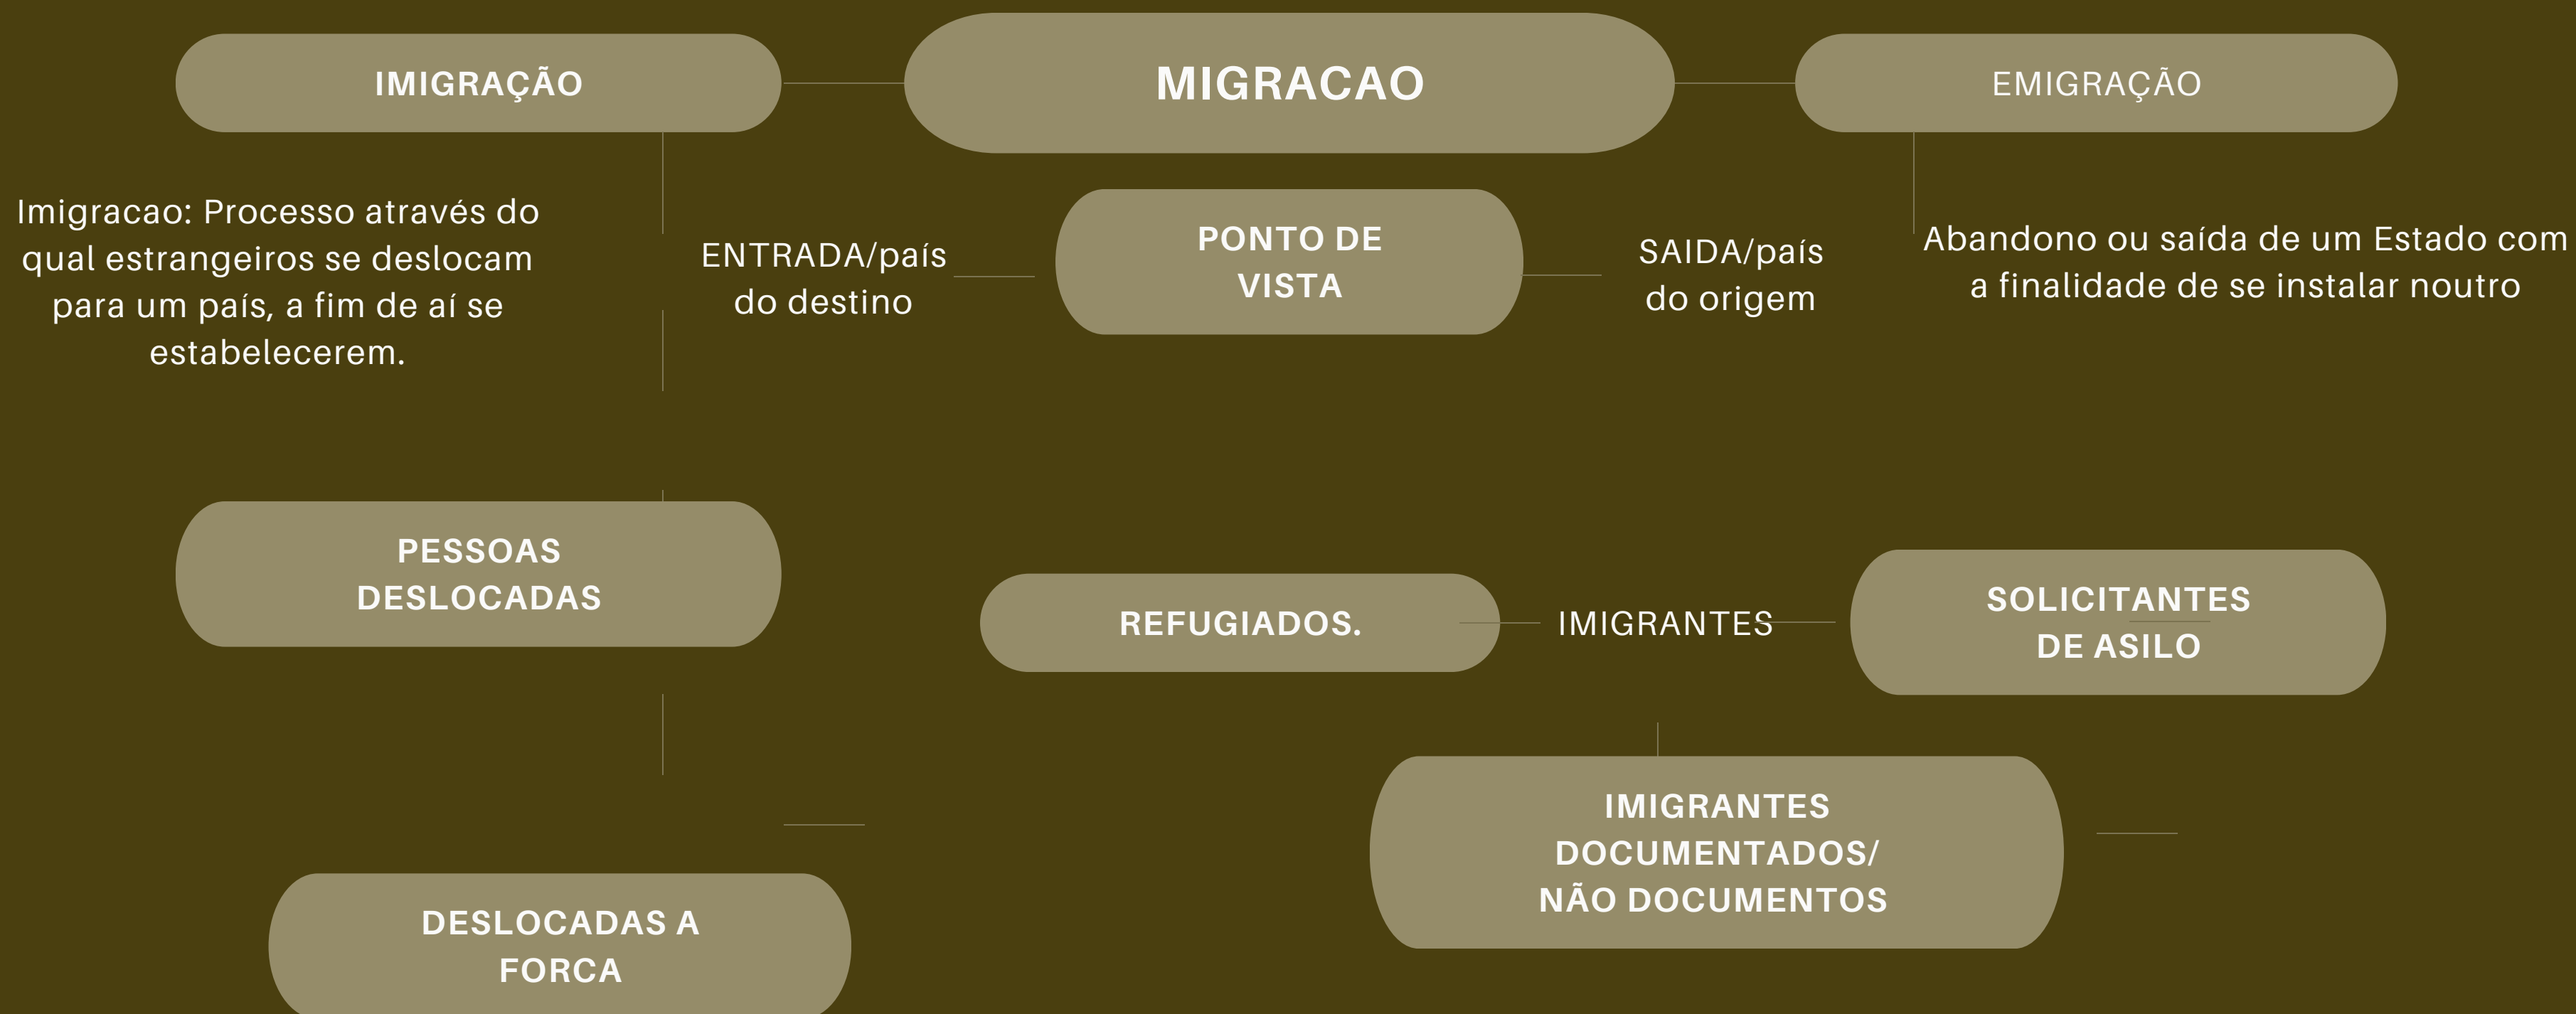 IMIGRAÇÃO
MIGRACAO
EMIGRAÇÃO
Imigracao: Processo através do
qual estrangeiros se deslocam
para um país, a fim de aí se
estabelecerem.
ENTRADA/país
do destino
PONTO DE
VISTA
SAIDA/país
do origem
Abandono ou saída de um Estado com
a finalidade de se instalar noutro
PESSOAS
DESLOCADAS
REFUGIADOS.
IMIGRANTES
SOLICITANTES
DE ASILO
IMIGRANTES
DOCUMENTADOS/
NÃO DOCUMENTOS
DESLOCADAS A
FORCA